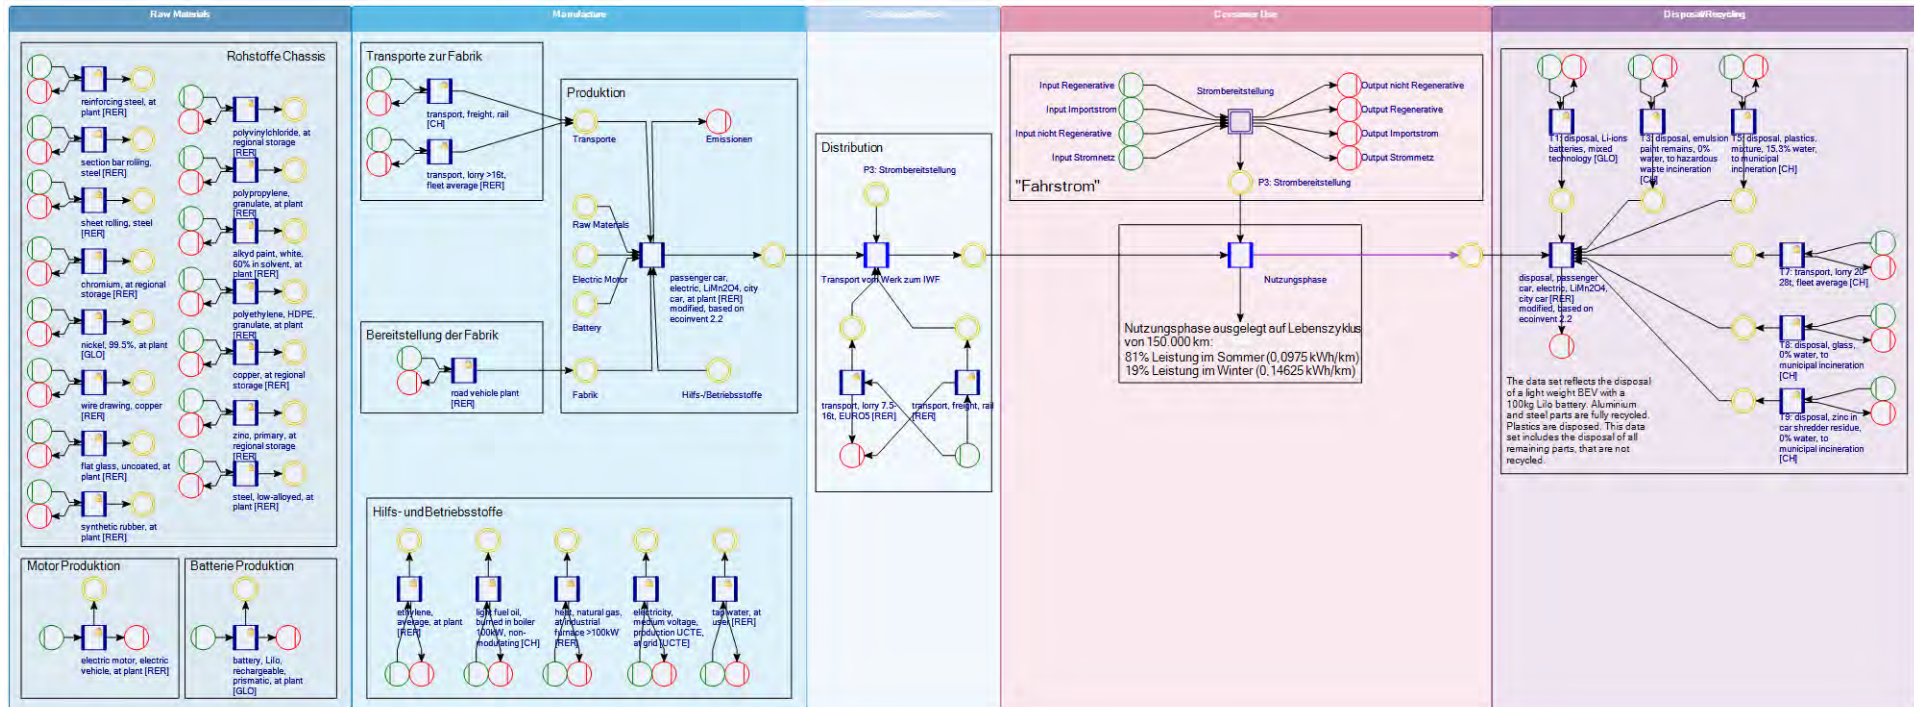 Raw Materials
Rohstoffe Chassis
reinforcing steel, at
plant [RER]
section bar rolling,
steel [RER]
sheet rolling, steel
[RER]
chromium, at regional
storage [RER]
nickel, 99.5%, at plant
[GLO]
wire drawing, copper
[RER]
flat glass, uncoated, at
plant [RER]
synthetic rubber, at
plant [RER]
polyvinylchloride, at
regional storage
[RER]
polypropylene,
granulate, at plant
[RER]
alkyd paint, white,
60% in solvent, at
plant [RER]
polyethylene, HDPE,
granulate, at plant
[RER]
copper, at regional
storage [RER]
zinc, primary, at
regional storage
[RER]
steel, low-alloyed, at
plant [RER]
Motor Produktion
electric motor, electric
vehicle, at plant [RER]
Batterie Produktion
battery, LiIo,
rechargeable,
prismatic, at plant
[GLO]
Manufacture
Transporte zur Fabrik
transport, freight, rail
[CH]
transport, lorry >16t,
fleet average [RER]
Bereitstellung der Fabrik
road vehicle plant
[RER]
Produktion
Transporte
Emissionen
Raw Materials
Electric Motor
Battery
passenger car,
electric, LiMn2O4, city
car, at plant [RER]
modified, based on
ecoinvent 2.2
Fabrik
Hilfs-/Betriebsstoffe
Hilfs- und Betriebsstoffe
ethylene,
average, at plant
[RER]
light fuel oil,
burned in boiler
100kW, non-
modulating [CH]
heat, natural gas,
at industrial
furnace >100kW
[RER]
electricity,
medium voltage,
production UCTE,
at grid [UCTE]
tap water, at
user [RER]
Distribution
P3: Strombereitstellung
Transport vom Werk zum IWF
transport, lorry 7.5-
16t, EURO5 [RER]
transport, freight, rail
[RER]
Consumer Use
Input Regenerative
Input Importstrom
Input nicht Regenerative
Input Stromnetz
Strombereitstellung
Output nicht Regenerative
Output Regenerative
Output Importstrom
Output Strommetz
P3: Strombereitstellung
"Fahrstrom"
Nutzungsphase
Nutzungsphase ausgelegt auf Lebenszyklus
von 150.000 km:
81% Leistung im Sommer (0,0975 kWh/km)
19% Leistung im Winter (0,14625 kWh/km)
Disposal/Recycling
T1: disposal, Li-ions
batteries, mixed
technology [GLO]
T3: disposal, emulsion
paint remains, 0%
water, to hazardous
waste incineration
[CH]
T5: disposal, plastics,
mixture, 15.3% water,
to municipal
incineration [CH]
disposal, passenger
car, electric, LiMn2O4,
city car [RER]
modified, based on
ecoinvent 2.2
T7: transport, lorry 20-
28t, fleet average [CH]
T8: disposal, glass,
0% water, to
municipal incineration
[CH]
T9: disposal, zinc in
car shredder residue,
0% water, to
municipal incineration
[CH]
The data set reflects the disposal
of a light weight BEV with a
100kg LiIo battery. Aluminium
and steel parts are fully recycled.
Plastics are disposed. This data
set includes the disposal of all
remaining parts, that are not
recycled.